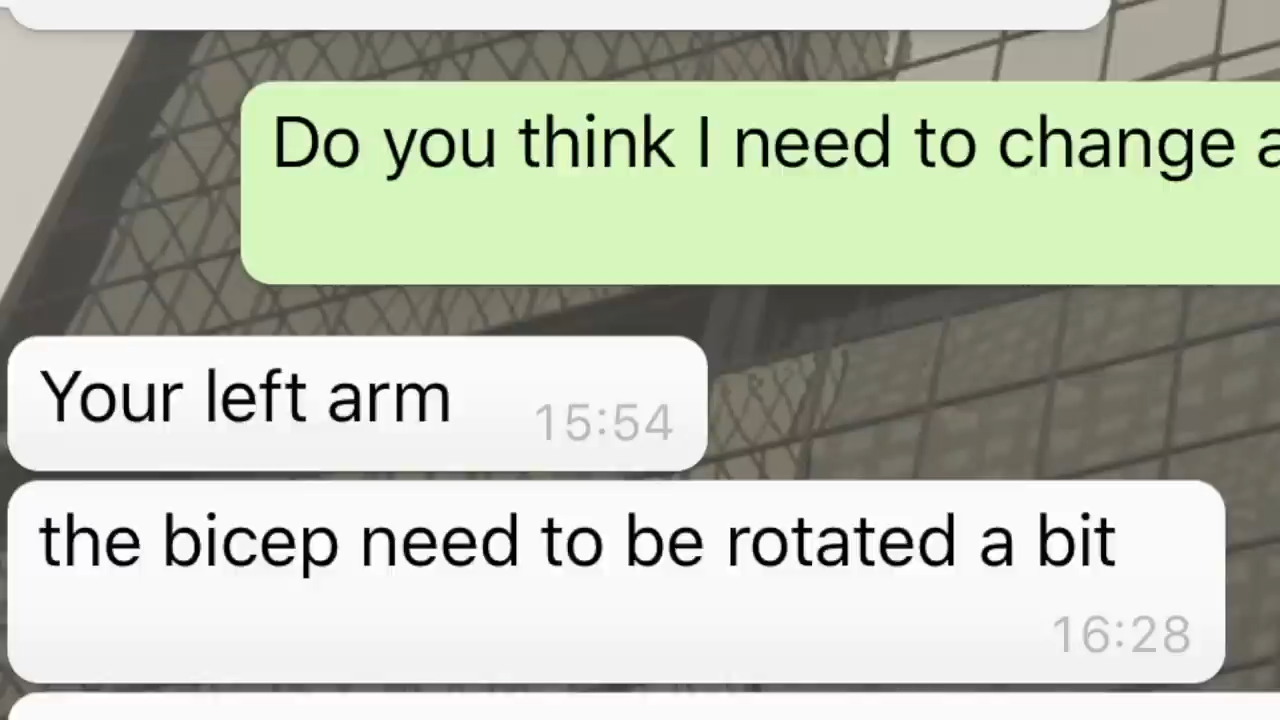 Do you think I need to change
Your left arm
15:54
the bicep need to be rotated a bit
16:28